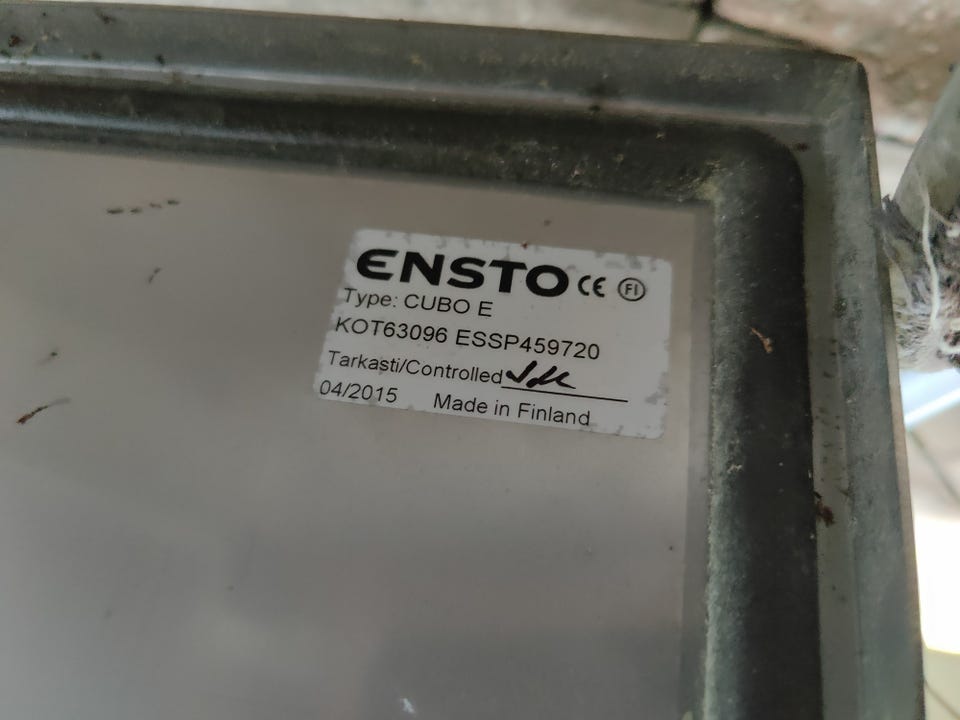 ENSTO CE FI
Type: CUBO E
KOT63096 ESSP459720
Tarkasti/Controlled
04/2015 Made in Finland